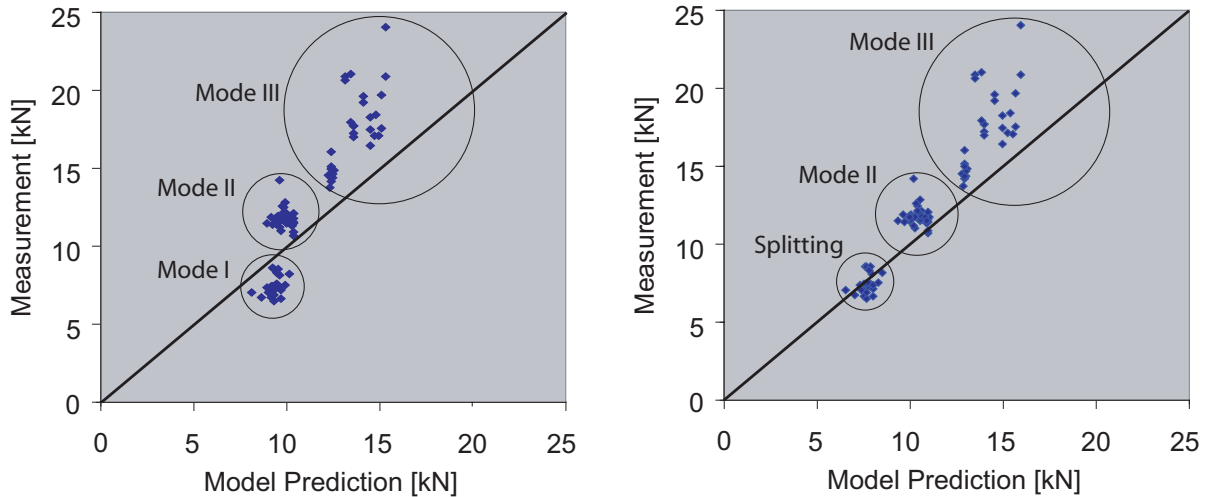 25
20
15
10
5
0
Measurement [kN]
Mode III
Mode II
Mode I
0 5 10 15 20 25
Model Prediction [kN]
25
20
15
10
5
0
Measurement [kN]
Mode III
Mode II
Splitting
0 5 10 15 20 25
Model Prediction [kN]